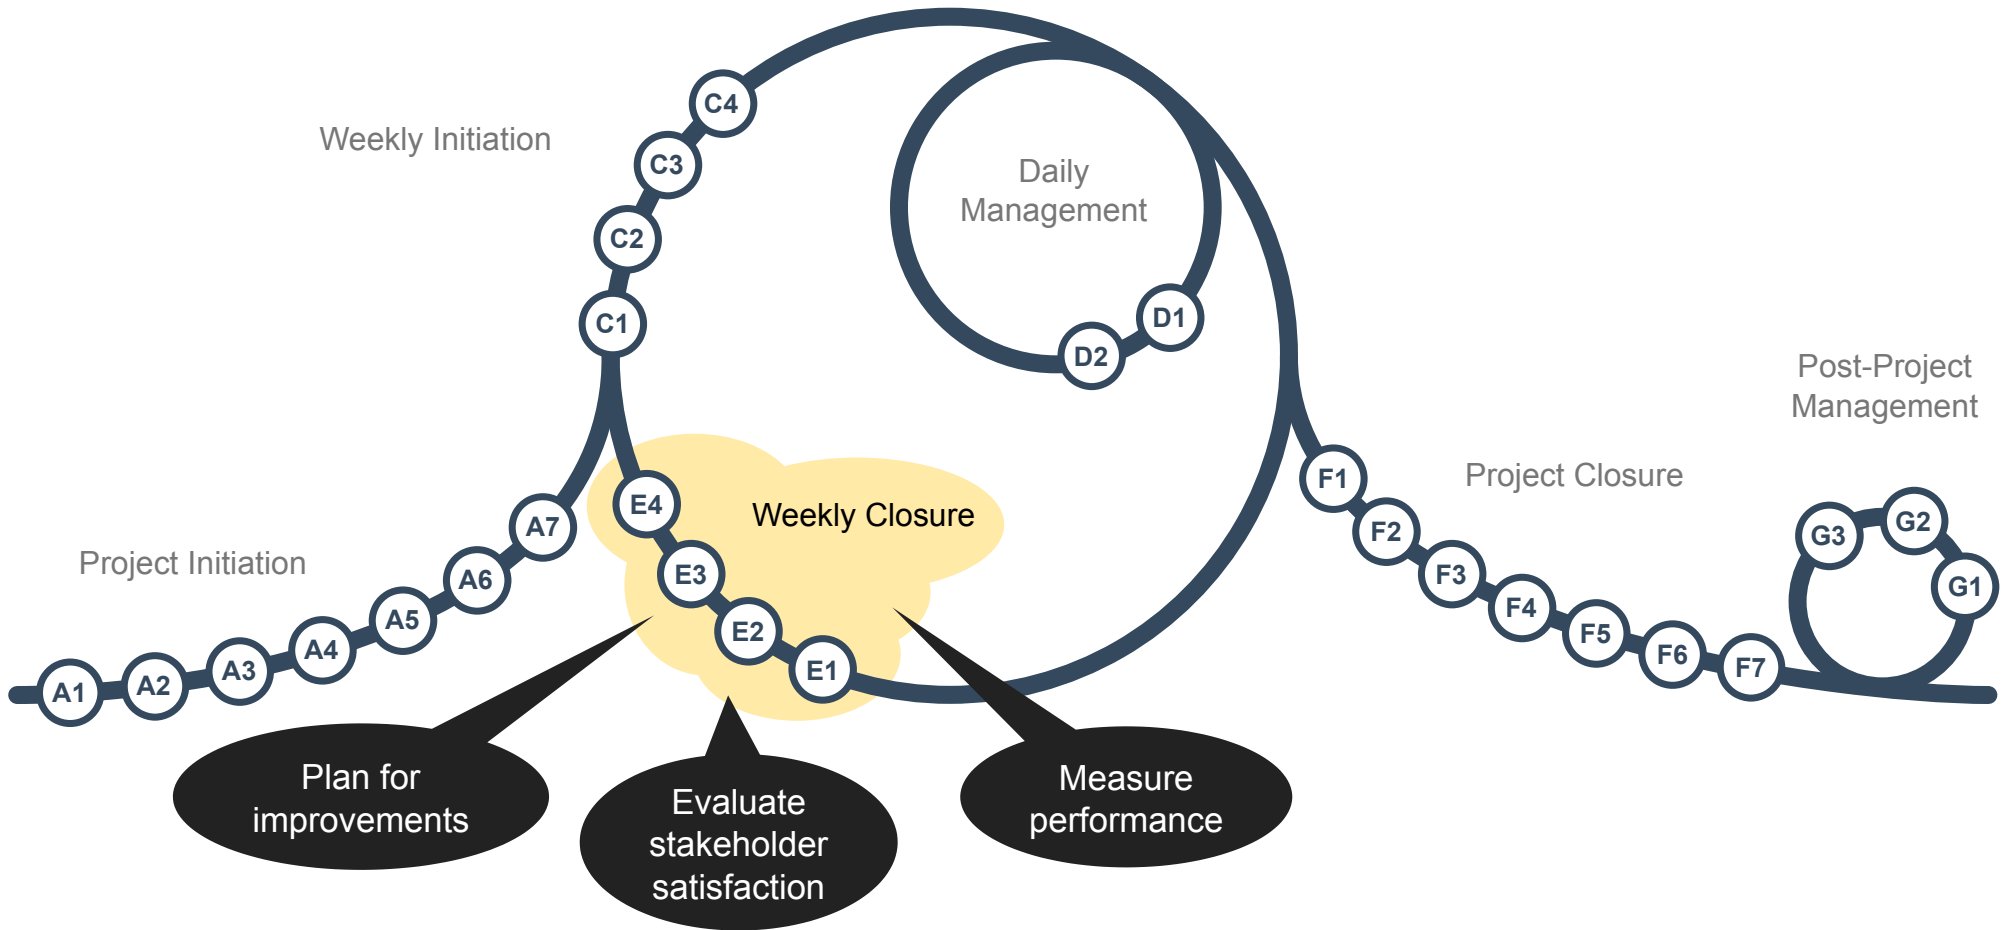 Weekly Initiation
C4
C3
C2
C1
Daily
Management
D1
D2
Post-Project
Management
Project Closure
F1
F2
F3
F4
F5
F6
F7
G3
G2
G1
Weekly Closure
E4
E3
E2
E1
Project Initiation
A1
A2
A3
A4
A5
A6
A7
Plan for
improvements
Evaluate
stakeholder
satisfaction
Measure
performance